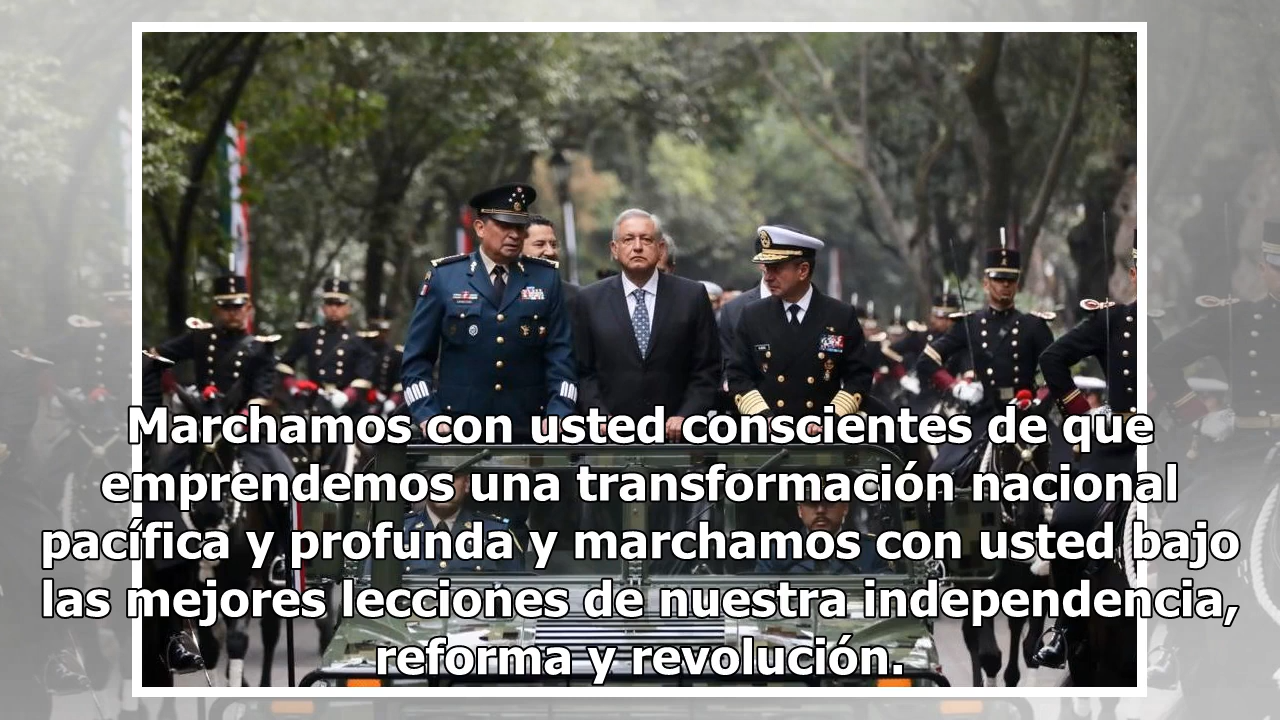 Marchamos con usted conscientes de que
emprendemos una transformación nacional
pacífica y profunda y marchamos con usted bajo
las mejores lecciones de nuestra independencia,
reforma y revolución.